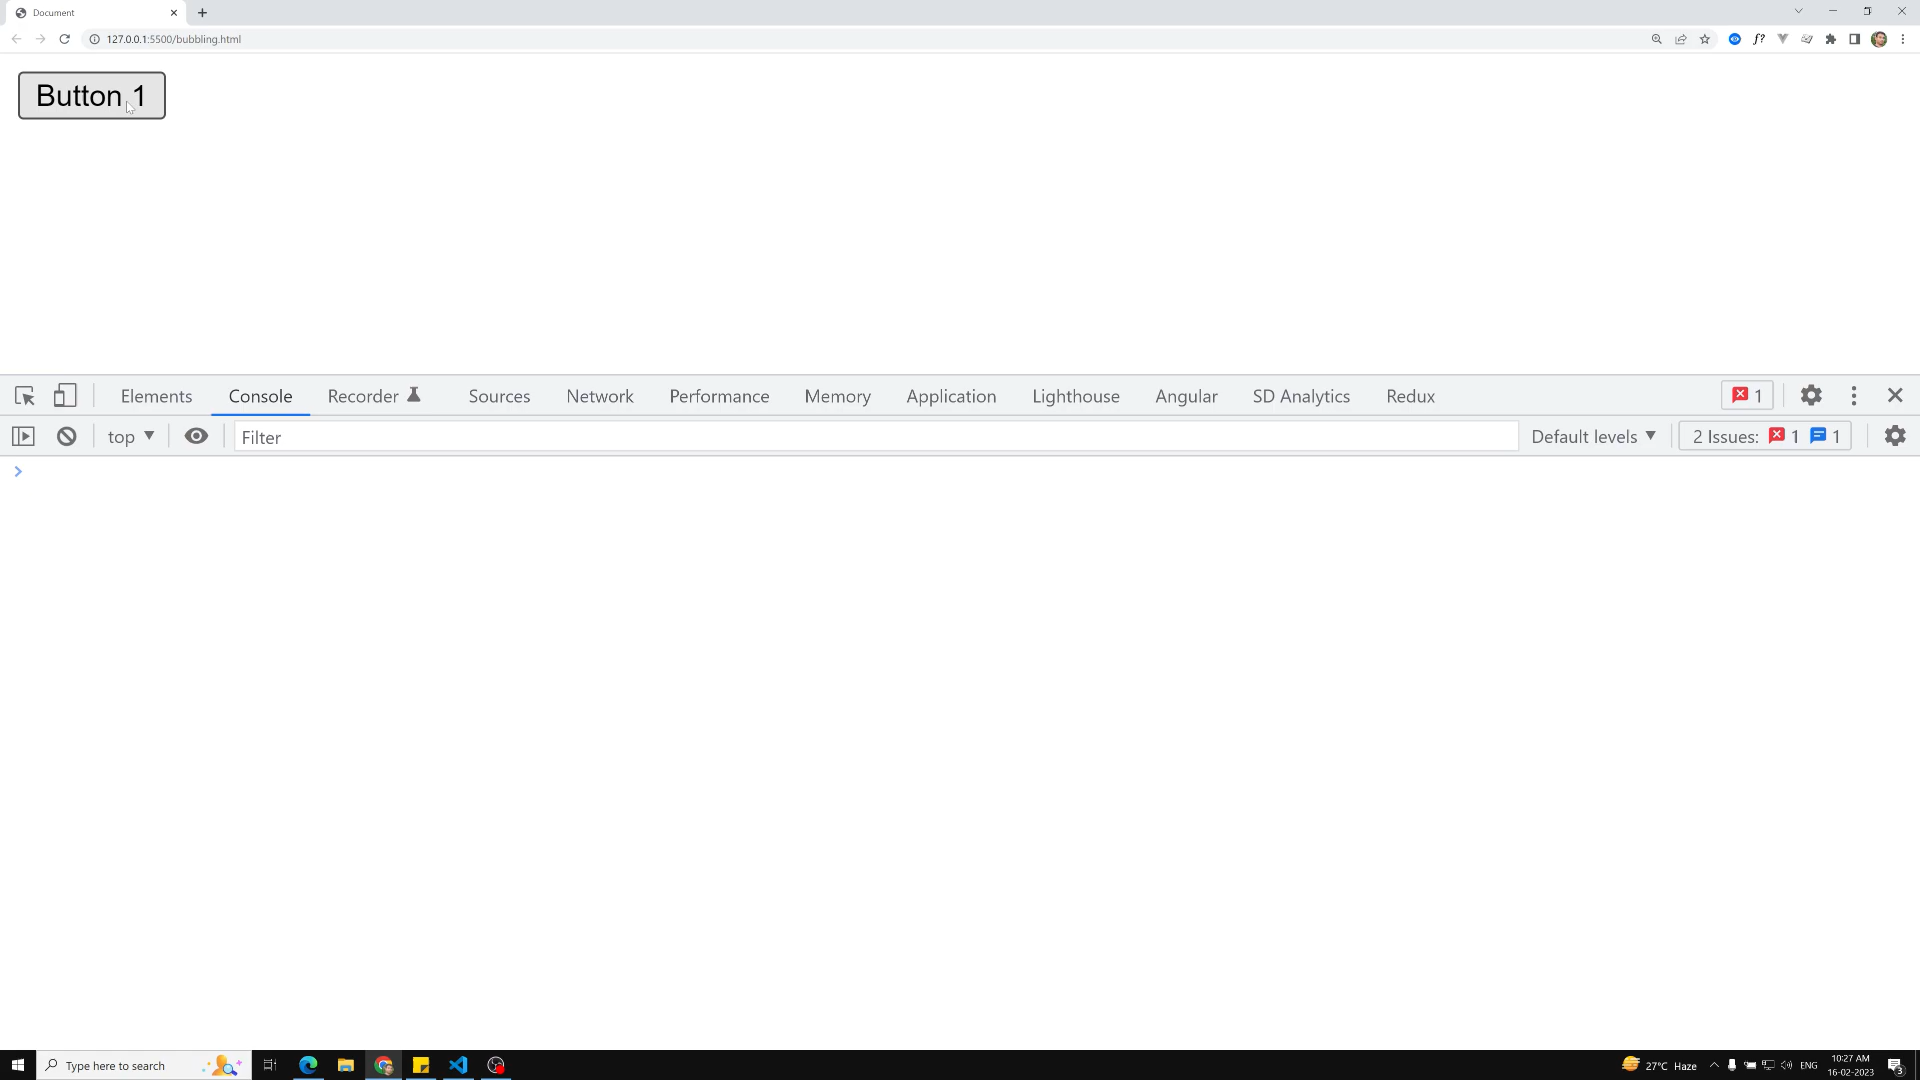 Document
127.0.0.1:5500/bubbling.html
f?
Button 1
Elements Console Recorder Sources Network Performance Memory Application Lighthouse Angular SD Analytics Redux 1
top Filter Default levels 2 Issues: 1 1
Type here to search
27°C Haze ENG
10:27 AM
16-02-2023
3